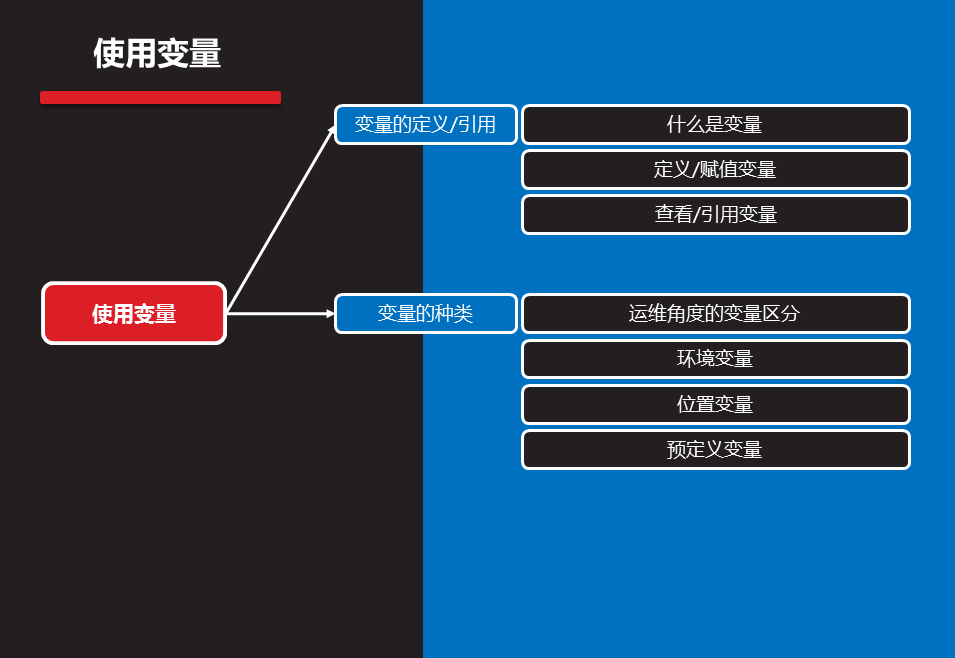 使用变量
变量的定义/引用
什么是变量
定义/赋值变量
查看/引用变量
使用变量
变量的种类
运维角度的变量区分
环境变量
位置变量
预定义变量